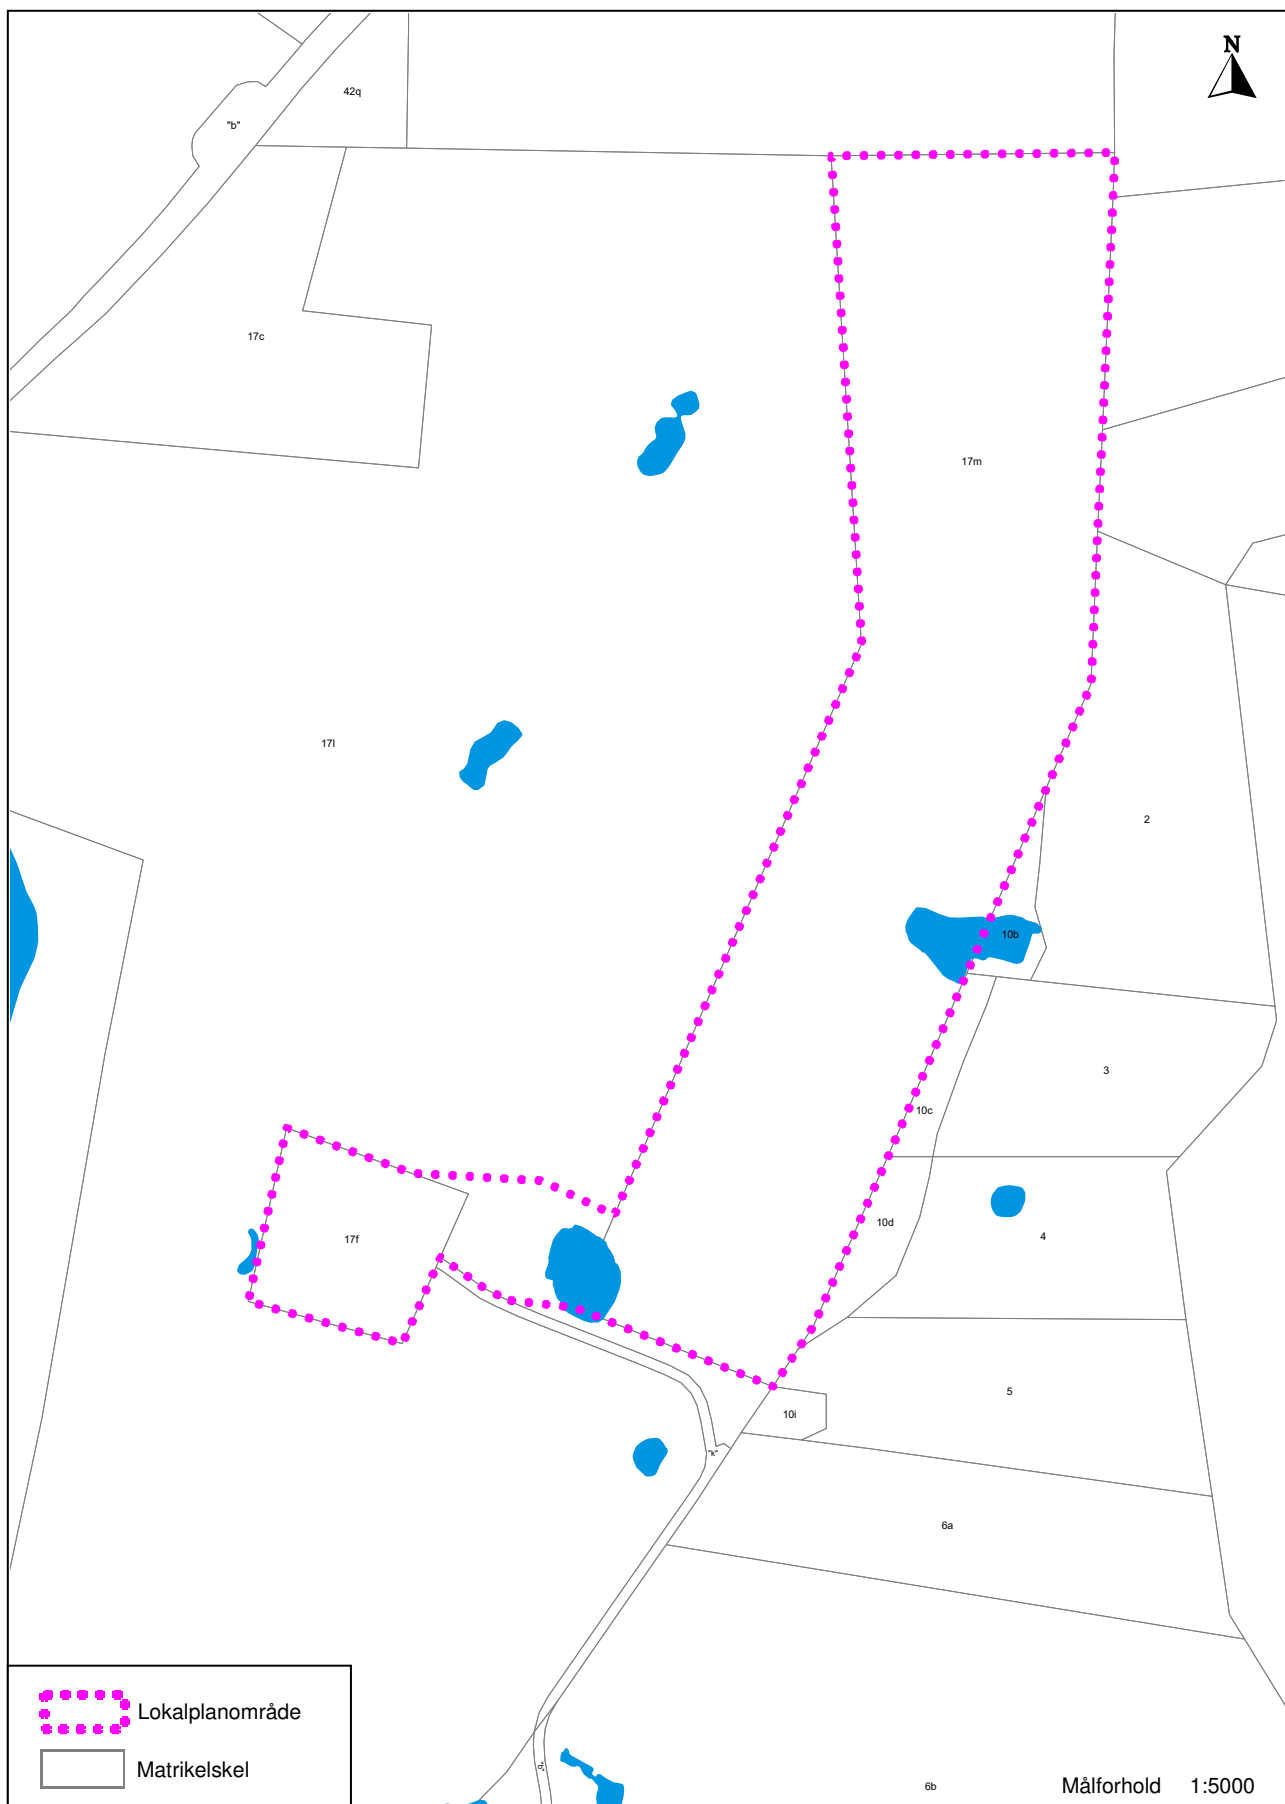 N
42q
"b"
17c
17m
17l
2
10b
3
10c
10d
4
17f
5
10i
"k"
6a
Lokalplanområde
Matrikelskel
6b
Målforhold 1:5000